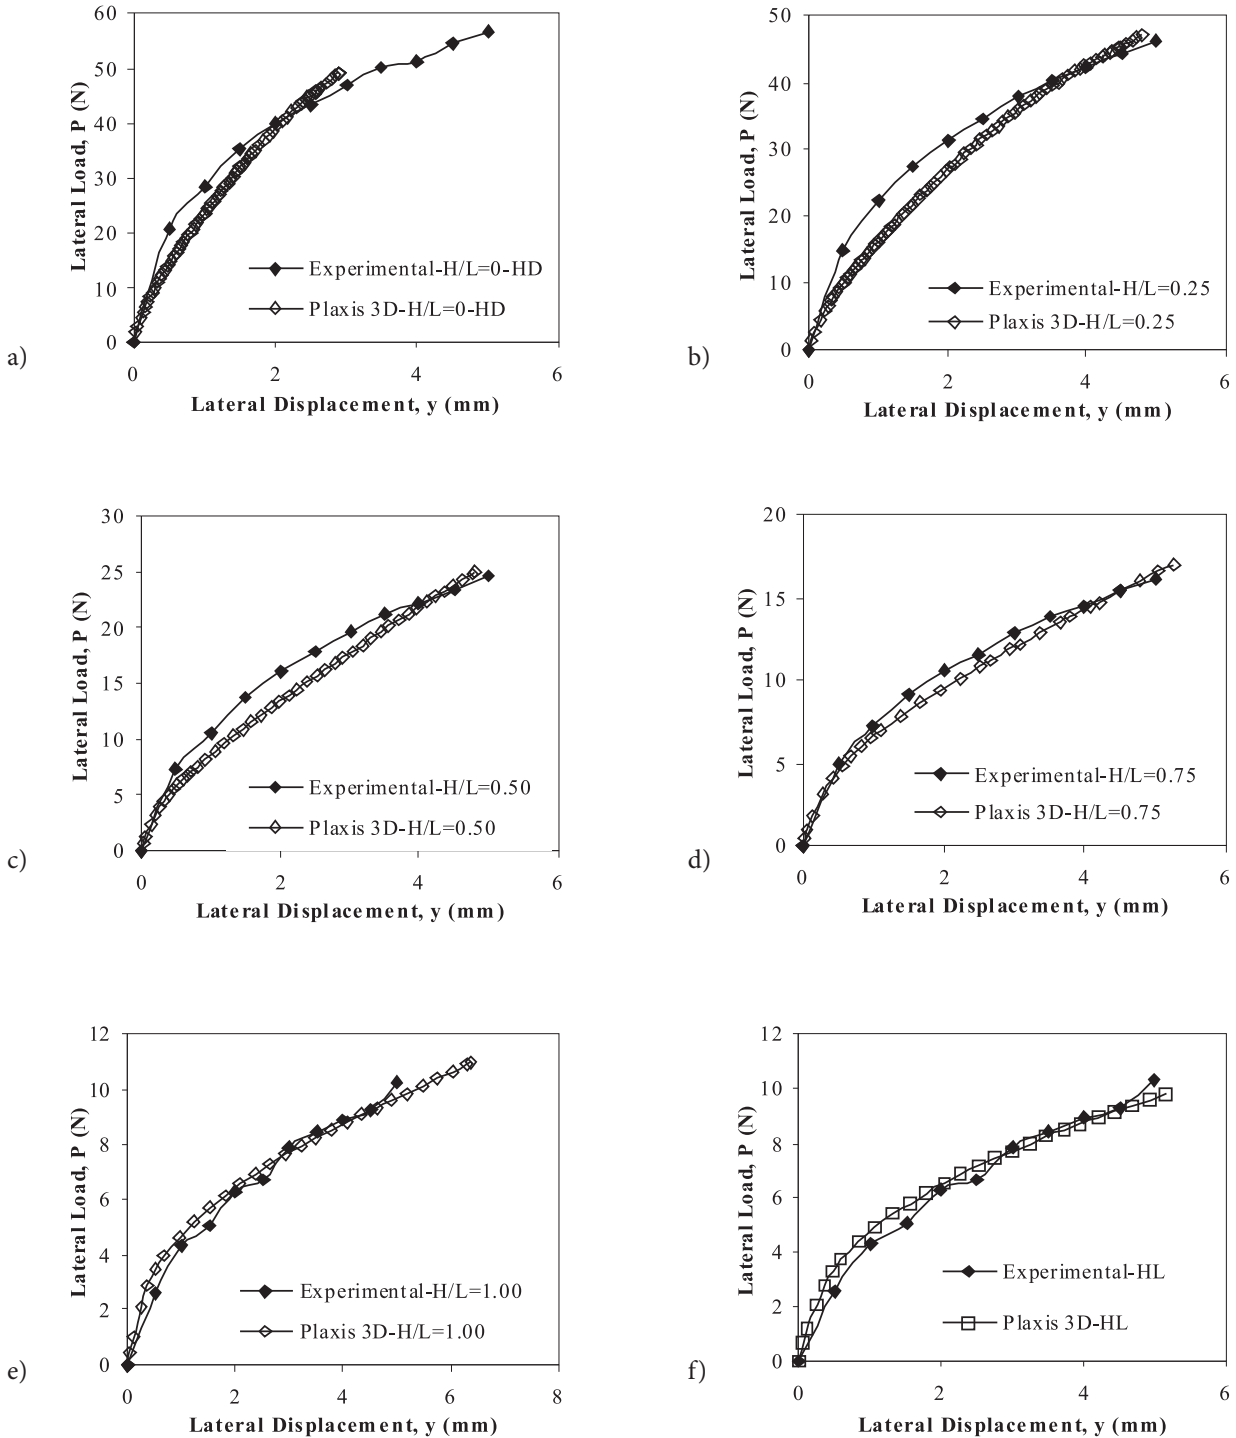 60
50
40
30
20
10
0
Lateral Load, P (N)
Experimental-H/L=0-HD
Plaxis 3D-H/L=0-HD
0 2 4 6
Lateral Displacement, y (mm)
a)
50
40
30
20
10
0
Lateral Load, P (N)
Experimental-H/L=0.25
Plaxis 3D-H/L=0.25
0 2 4 6
Lateral Displacement, y (mm)
b)
30
25
20
15
10
5
0
Lateral Load, P (N)
Experimental-H/L=0.50
Plaxis 3D-H/L=0.50
0 2 4 6
Lateral Displacement, y (mm)
c)
20
15
10
5
0
Lateral Load, P (N)
Experimental-H/L=0.75
Plaxis 3D-H/L=0.75
0 2 4 6
Lateral Displacement, y (mm)
d)
12
10
8
6
4
2
0
Lateral Load, P (N)
Experimental-H/L=1.00
Plaxis 3D-H/L=1.00
0 2 4 6 8
Lateral Displacement, y (mm)
e)
12
10
8
6
4
2
0
Lateral Load, P (N)
Experimental-HL
Plaxis 3D-HL
0 2 4 6
Lateral Displacement, y (mm)
f)